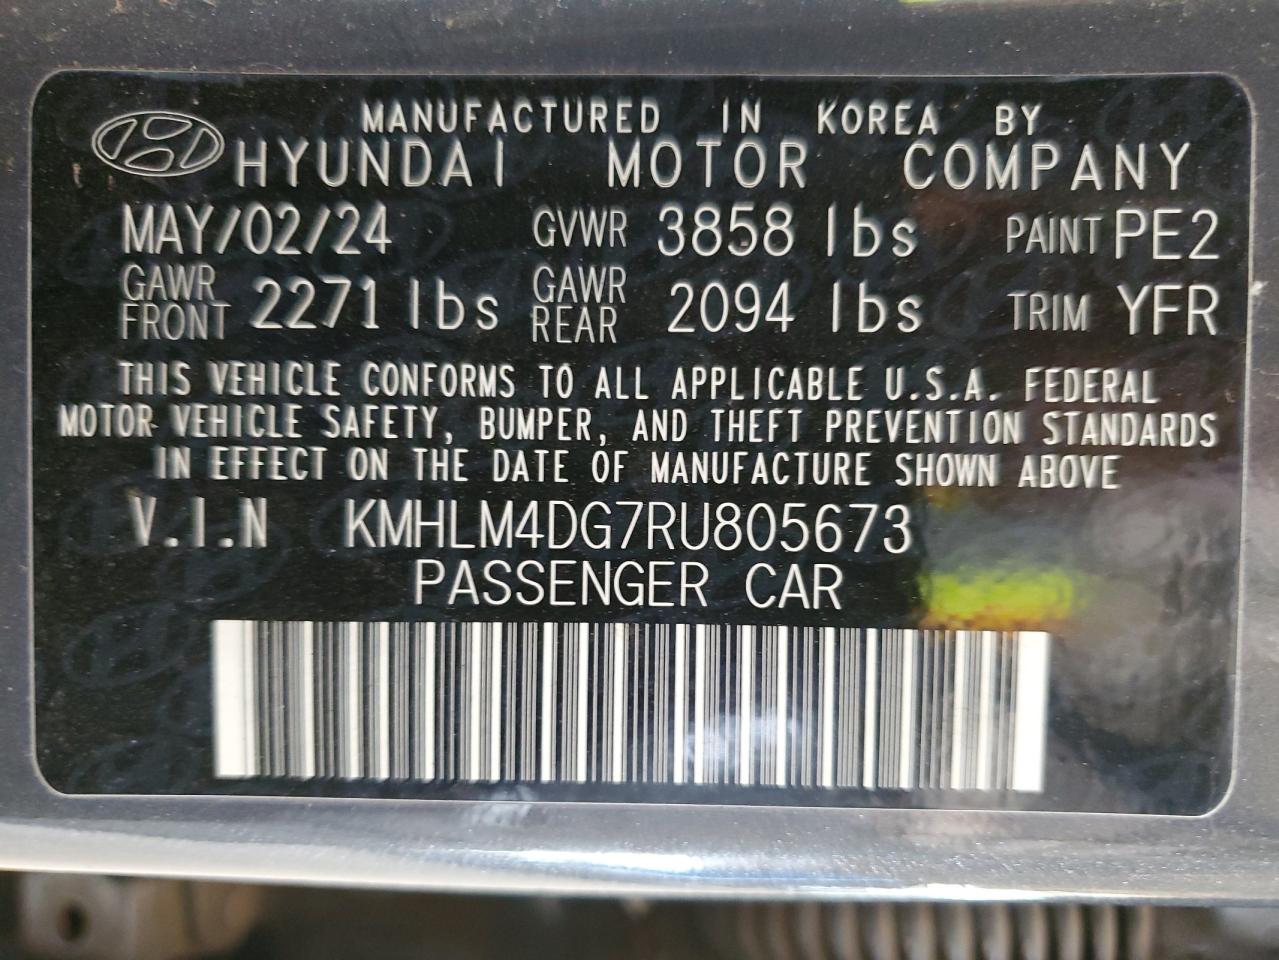 MANUFACTURED IN KOREA BY
HYUNDAI MOTOR COMPANY
MAY/02/24 GVWR 3858 lbs PAINT PE2
GAWR FRONT 2271 lbs GAWR REAR 2094 lbs TRIM YFR
THIS VEHICLE CONFORMS TO ALL APPLICABLE U.S.A. FEDERAL
MOTOR VEHICLE SAFETY, BUMPER, AND THEFT PREVENTION STANDARDS
IN EFFECT ON THE DATE OF MANUFACTURE SHOWN ABOVE
V.I.N KMHLM4DG7RU805673
PASSENGER CAR